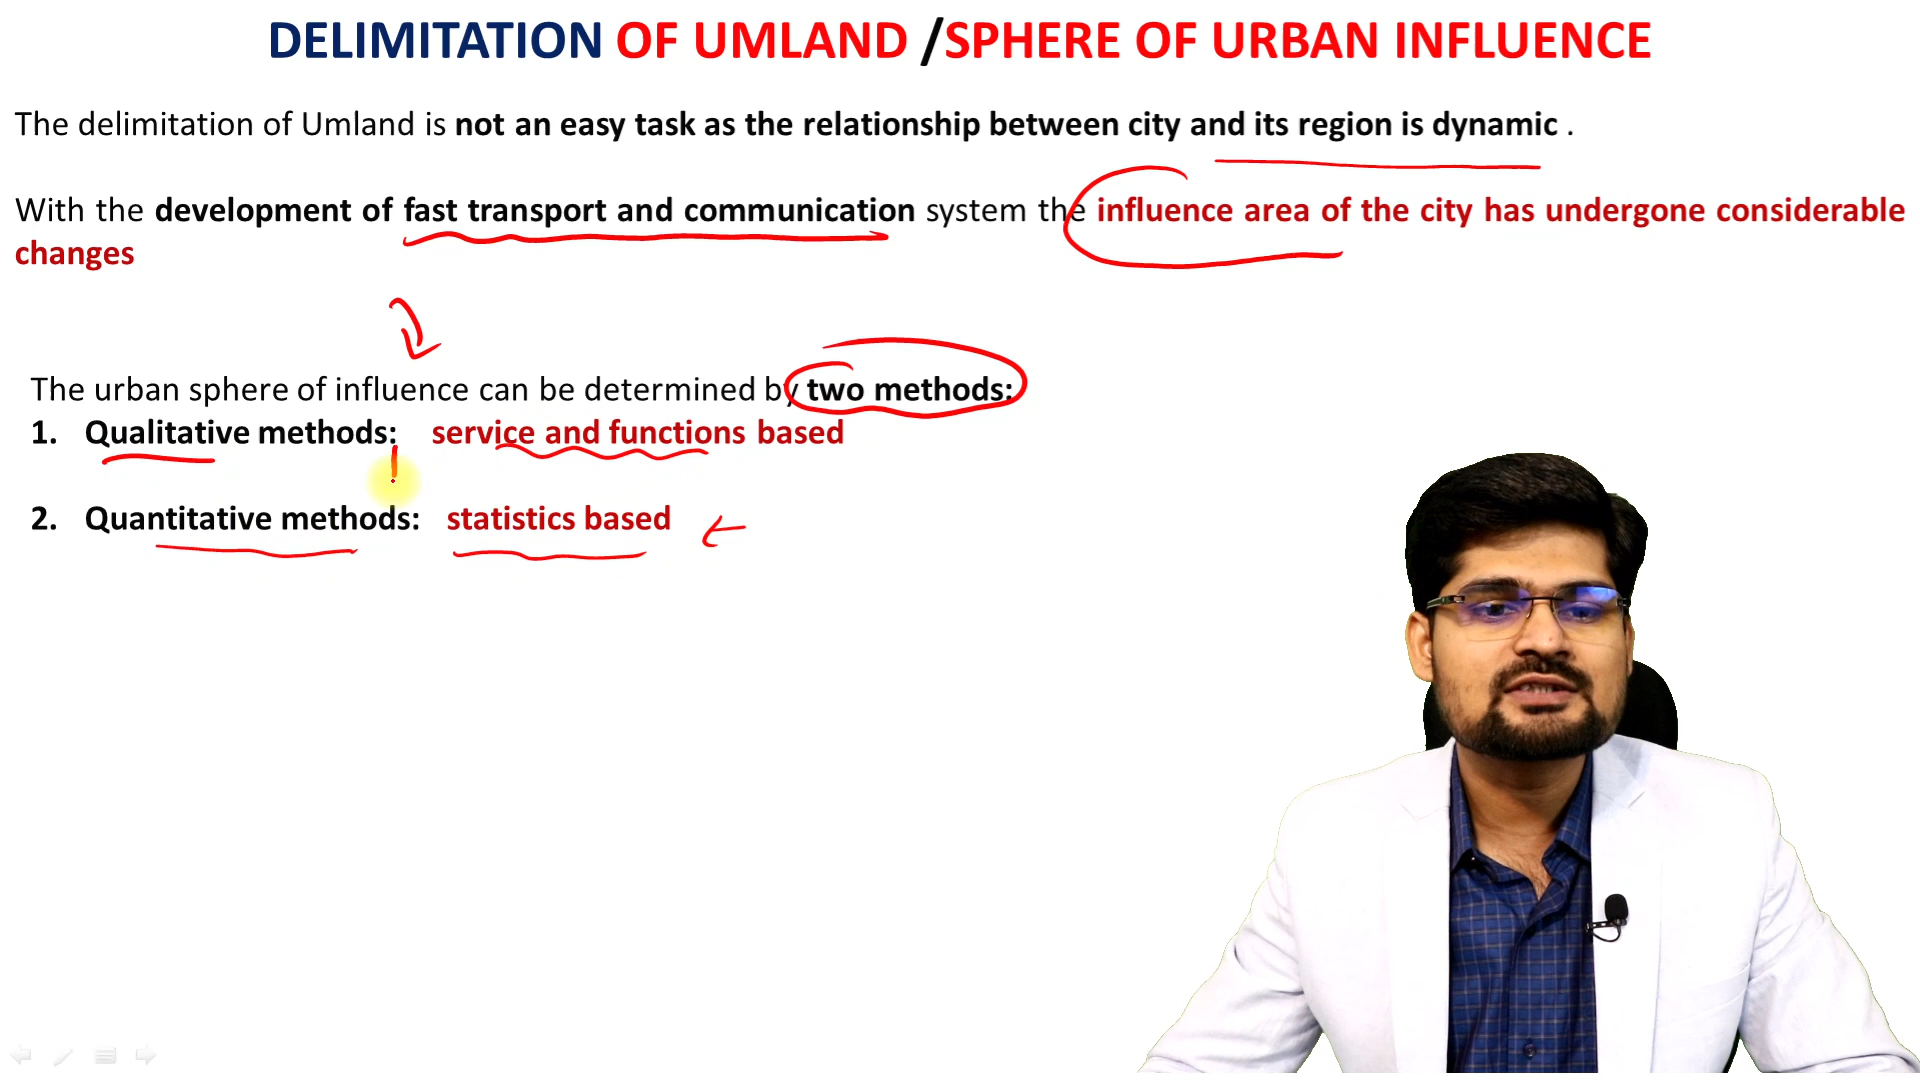 DELIMITATION OF UMLAND /SPHERE OF URBAN INFLUENCE
The delimitation of Umland is not an easy task as the relationship between city and its region is dynamic .
With the development of fast transport and communication system the influence area of the city has undergone considerable
changes
The urban sphere of influence can be determined by two methods:
1. Qualitative methods: service and functions based
2. Quantitative methods: statistics based